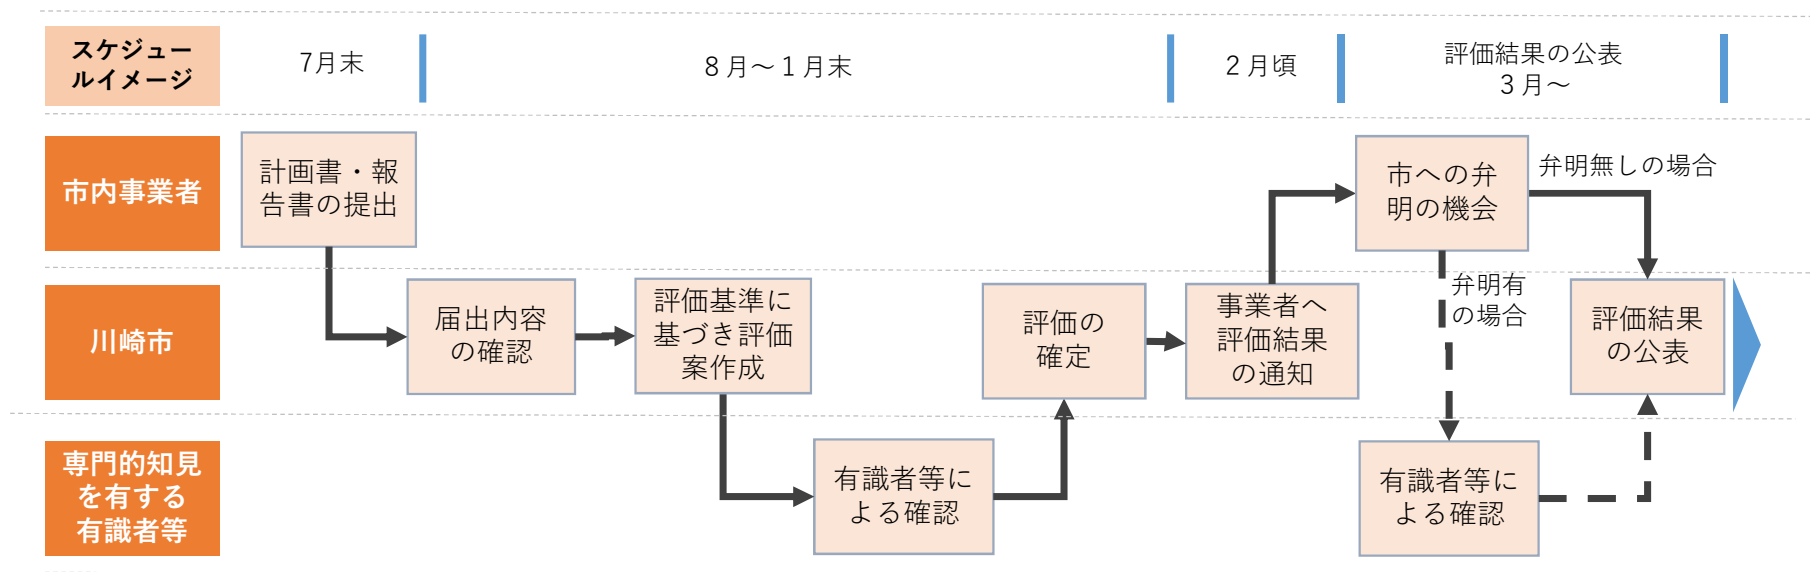 スケジュー
ルイメージ
7月末
８月～１月末
２月頃
評価結果の公表
３月～
市内事業者
計画書・報
告書の提出
市への弁
明の機会
弁明無しの場合
川崎市
届出内容
の確認
評価基準に
基づき評価
案作成
評価の
確定
事業者へ
評価結果
の通知
弁明有
の場合
評価結果
の公表
専門的知見
を有する
有識者等
有識者等に
よる確認
有識者等に
よる確認